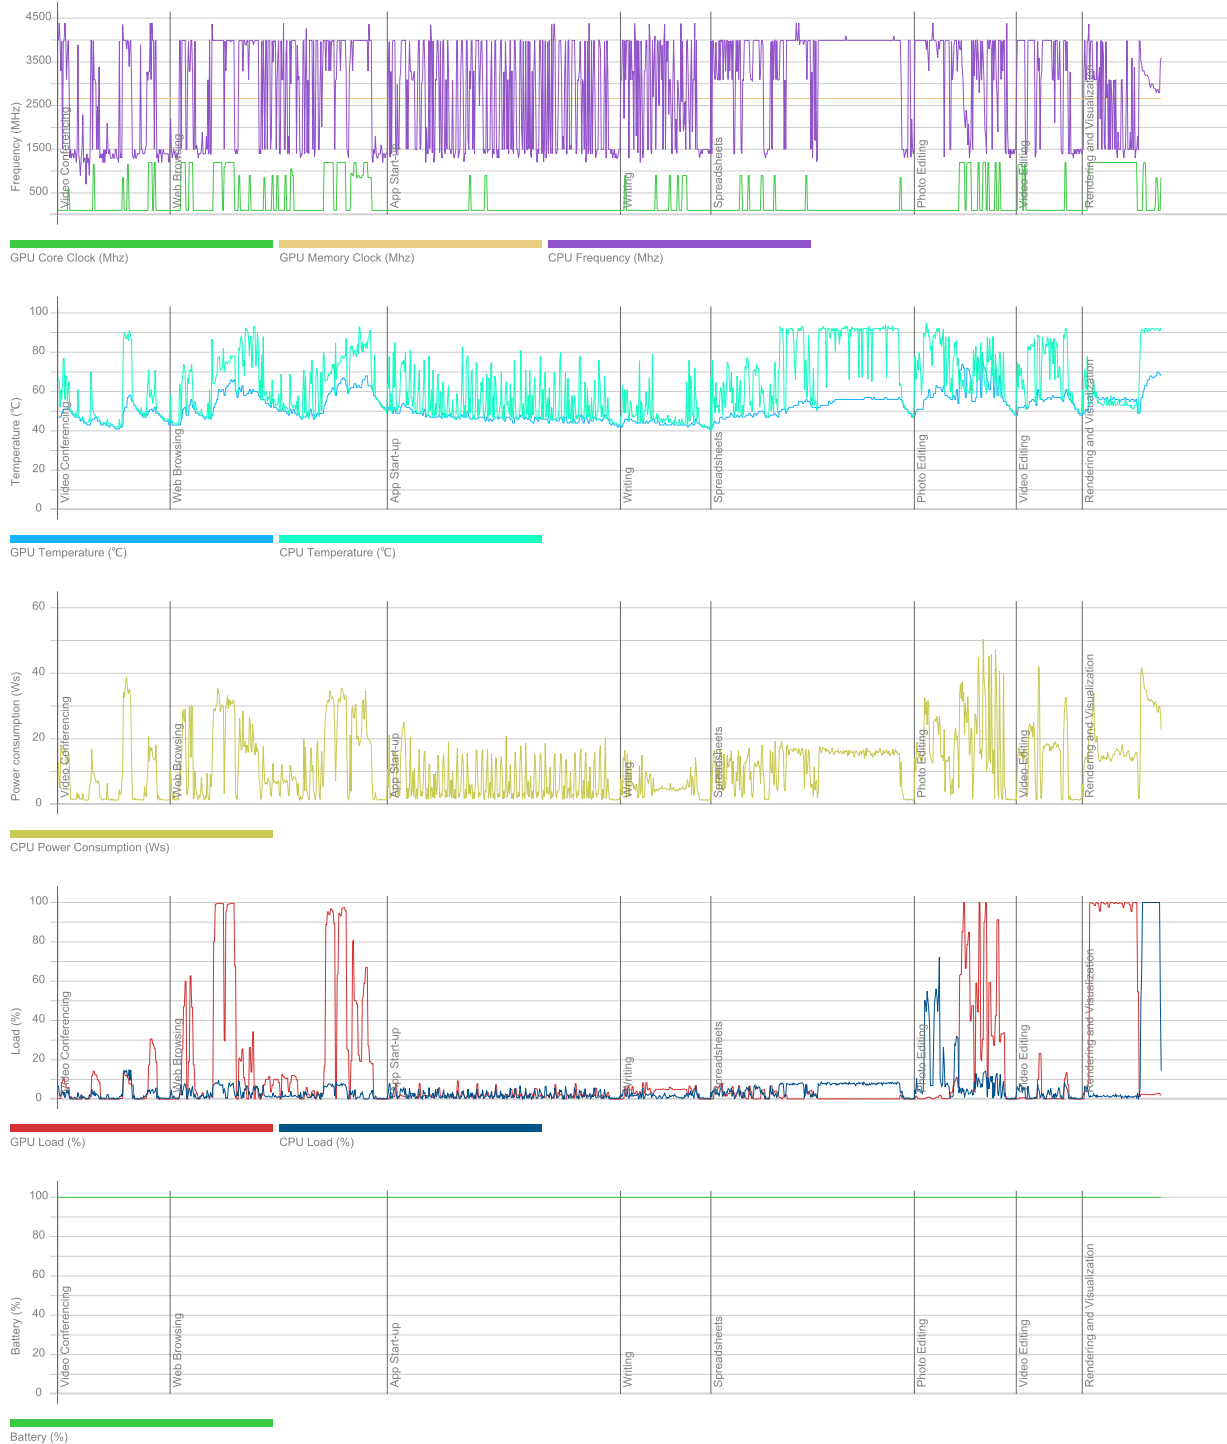 4500
3500
2500
1500
500
Frequency (MHz)
Video Conferencing
Web Browsing
App Start-up
Writing
Spreadsheets
Photo Editing
Video Editing
Rendering and Visualization
GPU Core Clock (Mhz)
GPU Memory Clock (Mhz)
CPU Frequency (Mhz)
100
80
60
40
20
0
Temperature (℃)
Video Conferencing
Web Browsing
App Start-up
Writing
Spreadsheets
Photo Editing
Video Editing
Rendering and Visualization
GPU Temperature (℃)
CPU Temperature (℃)
60
40
20
0
Power consumption (Ws)
Video Conferencing
Web Browsing
App Start-up
Writing
Spreadsheets
Photo Editing
Video Editing
Rendering and Visualization
CPU Power Consumption (Ws)
100
80
60
40
20
0
Load (%)
Video Conferencing
Web Browsing
App Start-up
Writing
Spreadsheets
Photo Editing
Video Editing
Rendering and Visualization
GPU Load (%)
CPU Load (%)
100
80
60
40
20
0
Battery (%)
Video Conferencing
Web Browsing
App Start-up
Writing
Spreadsheets
Photo Editing
Video Editing
Rendering and Visualization
Battery (%)